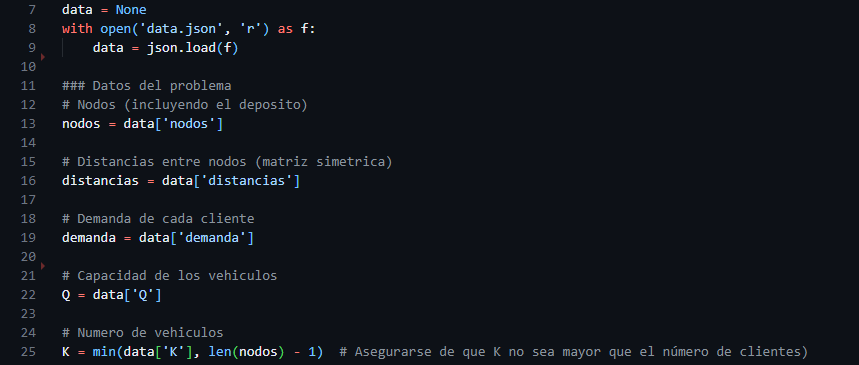 7 data = None
8 with open('data.json', 'r') as f:
9     data = json.load(f)
10
11 ### Datos del problema
12 # Nodos (incluyendo el deposito)
13 nodos = data['nodos']
14
15 # Distancias entre nodos (matriz simetrica)
16 distancias = data['distancias']
17
18 # Demanda de cada cliente
19 demanda = data['demanda']
20
21 # Capacidad de los vehiculos
22 Q = data['Q']
23
24 # Numero de vehiculos
25 K = min(data['K'], len(nodos) - 1)  # Asegurarse de que K no sea mayor que el número de clientes)